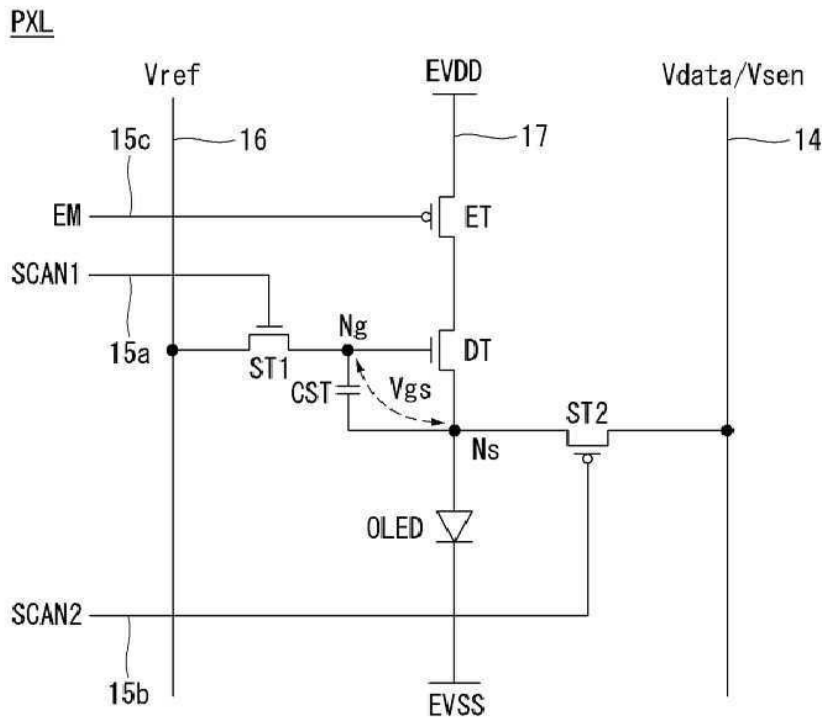 PXL
Vref
EVDD
Vdata/Vsen
15c
16
17
14
EM
ET
SCAN1
15a
ST1
Ng
DT
CST
Vgs
ST2
Ns
OLED
SCAN2
15b
EVSS